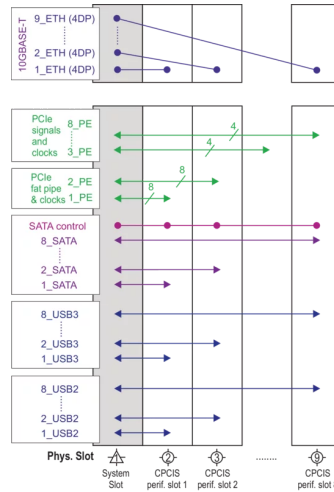 10GBASE-T
9_ETH (4DP)
2_ETH (4DP)
1_ETH (4DP)
PCIe
signals
and
clocks
8_PE
3_PE
4
4
PCIe
fat pipe
& clocks
2_PE
1_PE
8
8
SATA control
8_SATA
2_SATA
1_SATA
8_USB3
2_USB3
1_USB3
8_USB2
2_USB2
1_USB2
Phys. Slot
1
2
3
........
9
System
Slot
CPCIS
perif. slot 1
CPCIS
perif. slot 2
CPCIS
perif. slot